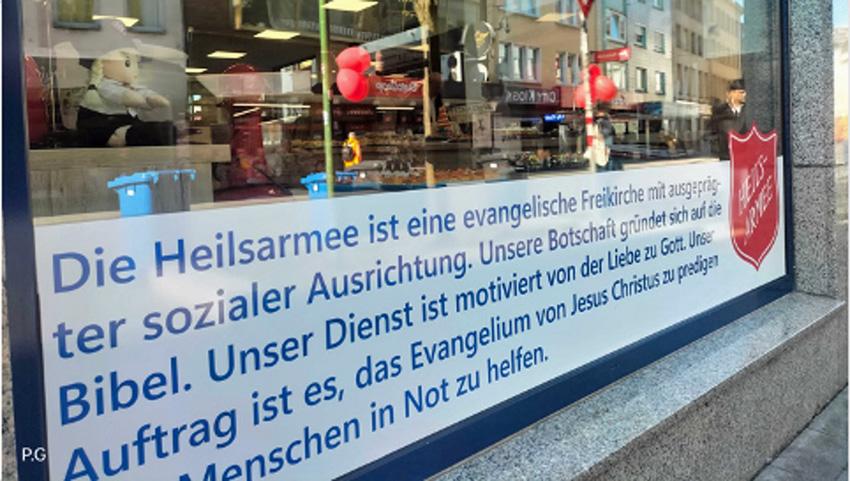 Die Heilsarmee ist eine evangelische Freikirche mit ausgepräg-
ter sozialer Ausrichtung. Unsere Botschaft gründet sich auf die
Bibel. Unser Dienst ist motiviert von der Liebe zu Gott. Unser
Auftrag ist es, das Evangelium von Jesus Christus zu predigen
Menschen in Not zu helfen.
HEILS-
ARMEE
P.G